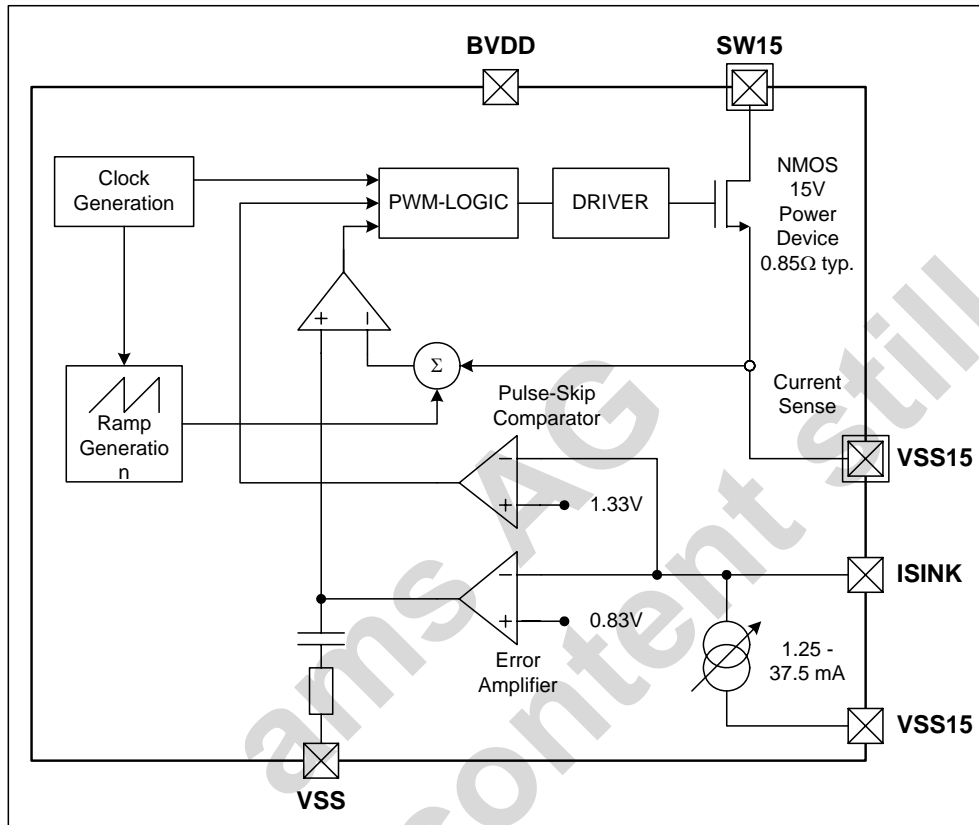 BVDD
SW15
Clock
Generation
PWM-LOGIC
DRIVER
NMOS
15V
Power
Device
0.85Ω typ.
+
–
Σ
Ramp
Generatio
n
Pulse-Skip
Comparator
Current
Sense
VSS15
–
+
1.33V
ISINK
–
+
0.83V
Error
Amplifier
1.25 -
37.5 mA
VSS15
VSS
ams AG
content still